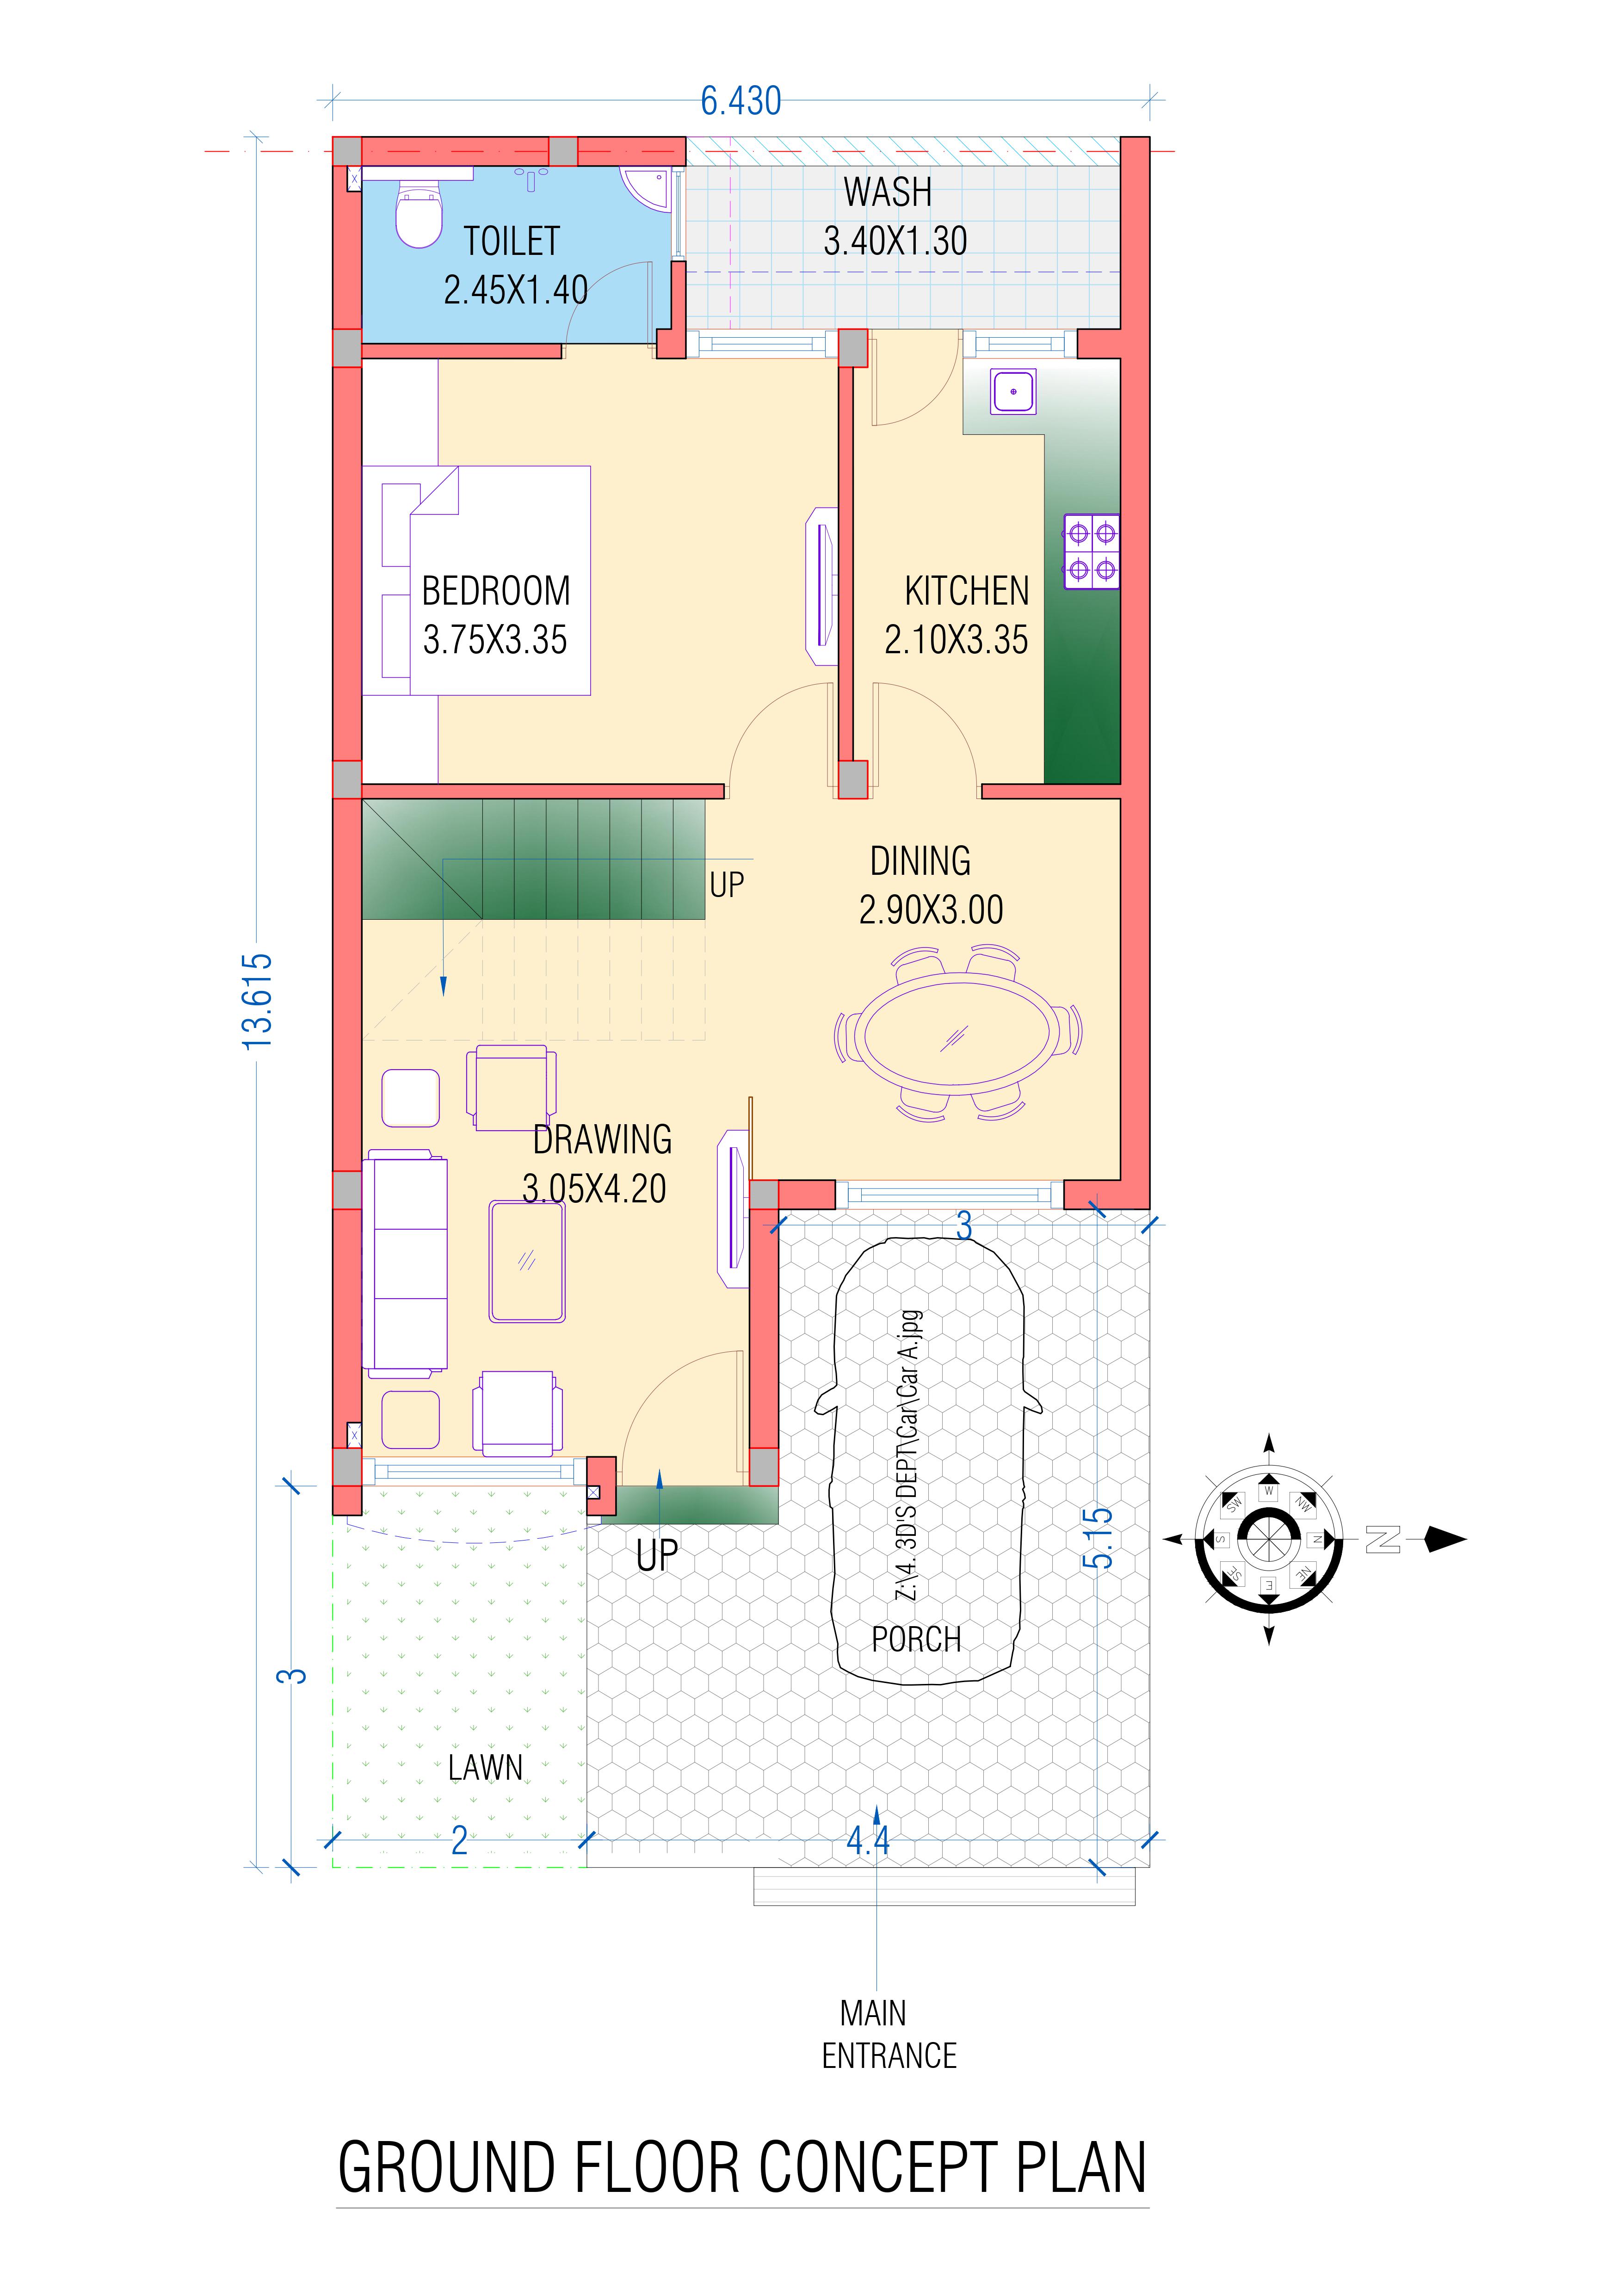 6.430
WASH
3.40X1.30
TOILET
2.45X1.40
BEDROOM
3.75X3.35
KITCHEN
2.10X3.35
DINING
2.90X3.00
UP
13.615
DRAWING
3.05X4.20
3
Z:\4. 3D'S DEPT\Car\Car A.jpg
5.15
UP
PORCH
W
NW
N
NE
E
SE
S
SW
N
3
LAWN
2
4.4
MAIN
ENTRANCE
GROUND FLOOR CONCEPT PLAN